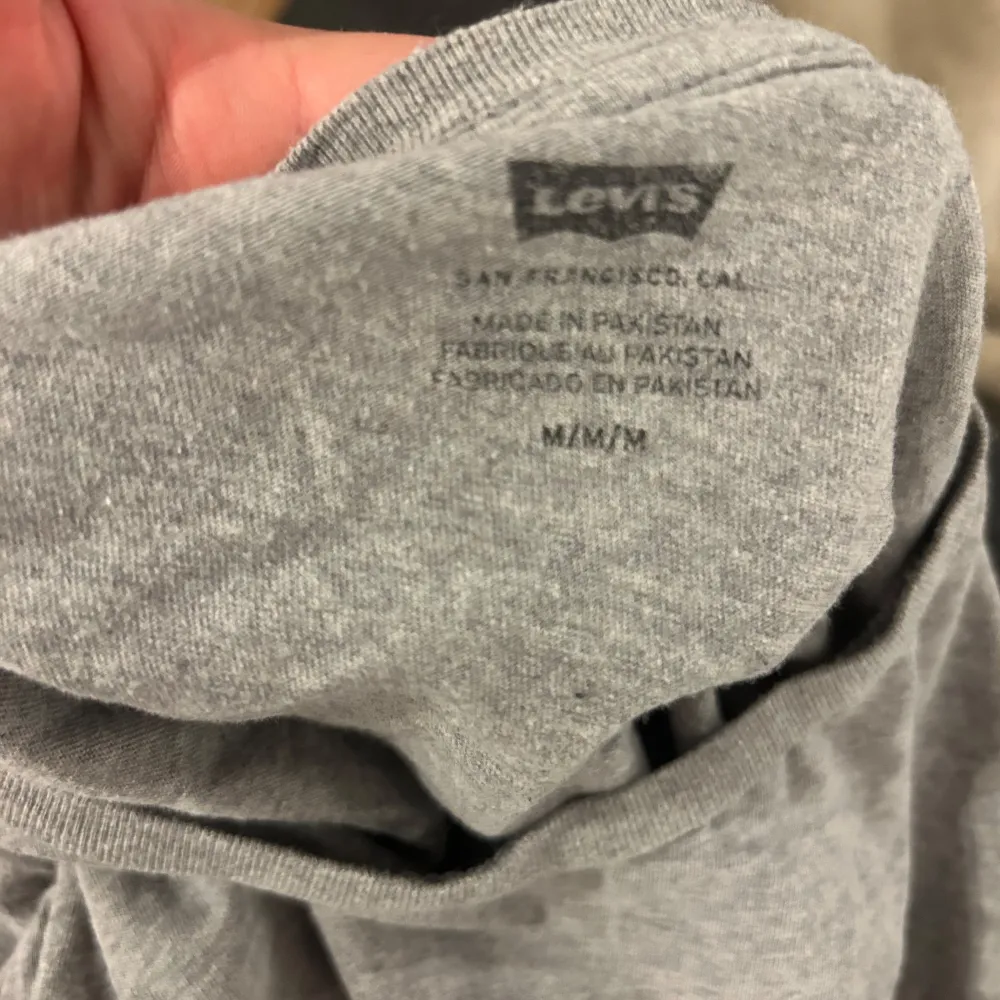 Levi's
SAN FRANCISCO, CAL.
MADE IN PAKISTAN
FABRIQUÉ AU PAKISTAN
FABRICADO EN PAKISTAN
M/M/M